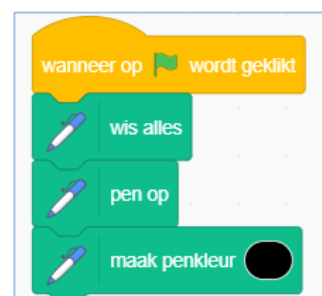 wanneer op wordt geklikt
wis alles
pen op
maak penkleur